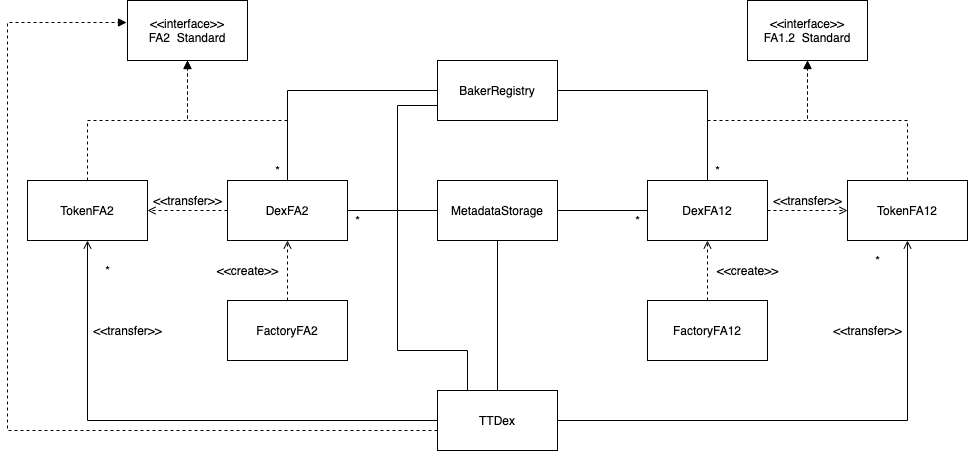 <<interface>>
FA2 Standard
<<interface>>
FA1.2 Standard
BakerRegistry
*
*
TokenFA2
<<transfer>>
DexFA2
*
MetadataStorage
*
DexFA12
<<transfer>>
TokenFA12
*
<<create>>
<<create>>
*
<<transfer>>
FactoryFA2
FactoryFA12
<<transfer>>
TTDex